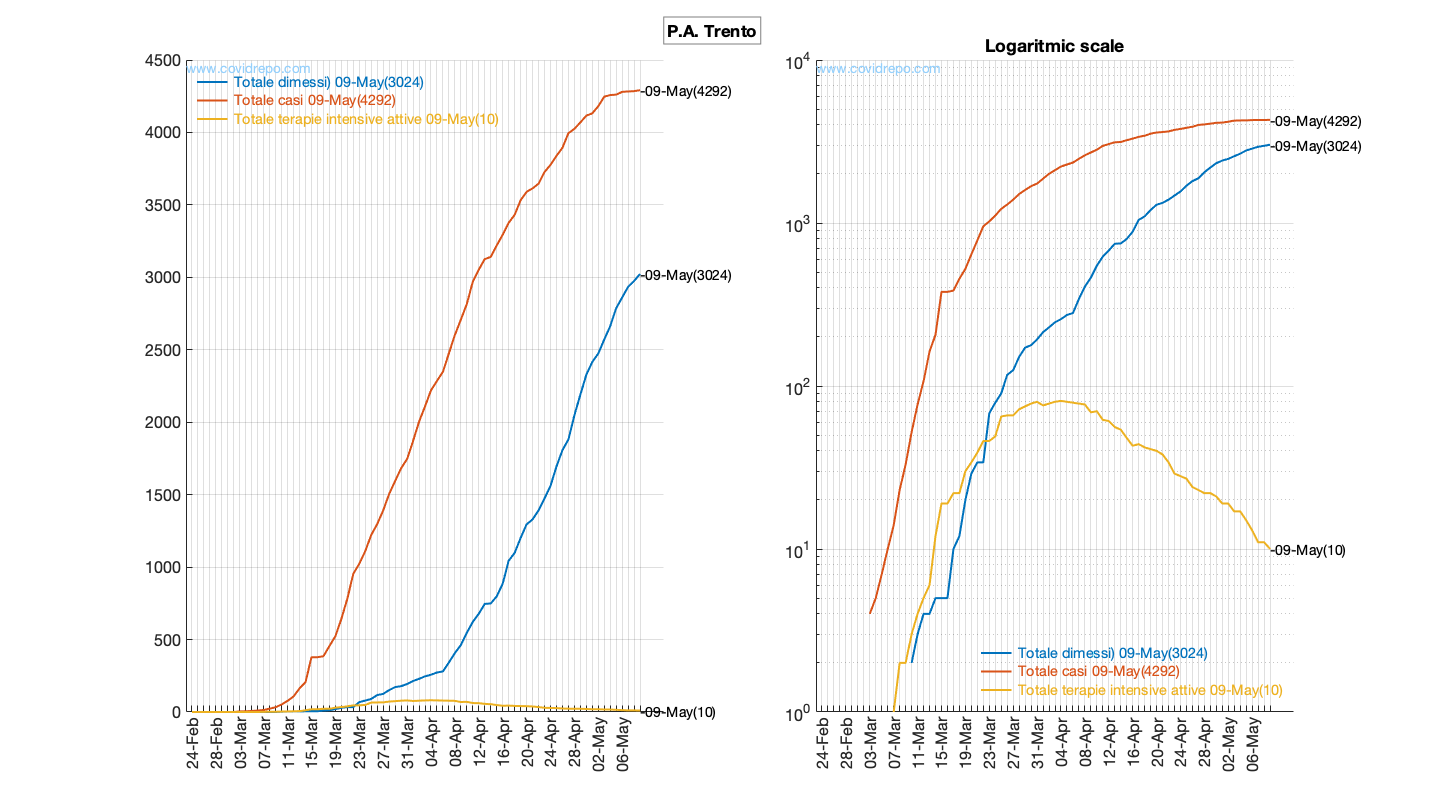 P.A. Trento
4500
4000
3500
3000
2500
2000
1500
1000
500
0
www.covidrepo.com
Totale dimessi) 09-May(3024)
Totale casi 09-May(4292)
Totale terapie intensive attive 09-May(10)
-09-May(4292)
-09-May(3024)
-09-May(10)
24-Feb
28-Feb
03-Mar
07-Mar
11-Mar
15-Mar
19-Mar
23-Mar
27-Mar
31-Mar
04-Apr
08-Apr
12-Apr
16-Apr
20-Apr
24-Apr
28-Apr
02-May
06-May
Logaritmic scale
10^4
10^3
10^2
10^1
10^0
www.covidrepo.com
-09-May(4292)
-09-May(3024)
-09-May(10)
Totale dimessi) 09-May(3024)
Totale casi 09-May(4292)
Totale terapie intensive attive 09-May(10)
24-Feb
28-Feb
03-Mar
07-Mar
11-Mar
15-Mar
19-Mar
23-Mar
27-Mar
31-Mar
04-Apr
08-Apr
12-Apr
16-Apr
20-Apr
24-Apr
28-Apr
02-May
06-May